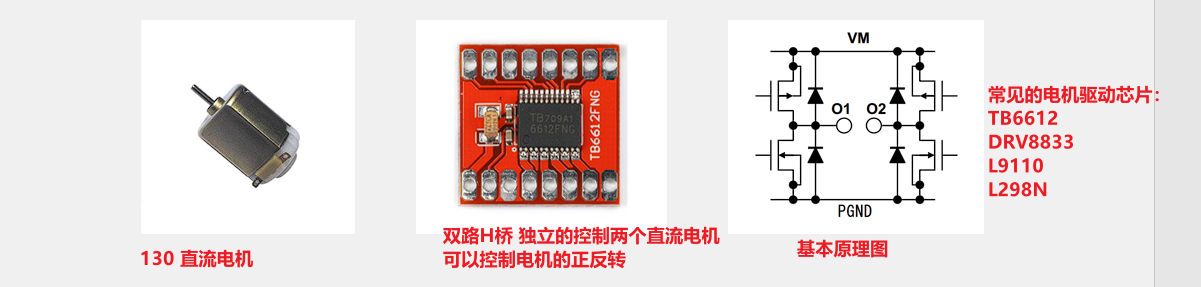 130 直流电机
TB709A1
6612FNG
TB6612FNG
双路H桥 独立的控制两个直流电机
可以控制电机的正反转
VM
O1
O2
PGND
基本原理图
常见的电机驱动芯片:
TB6612
DRV8833
L9110
L298N